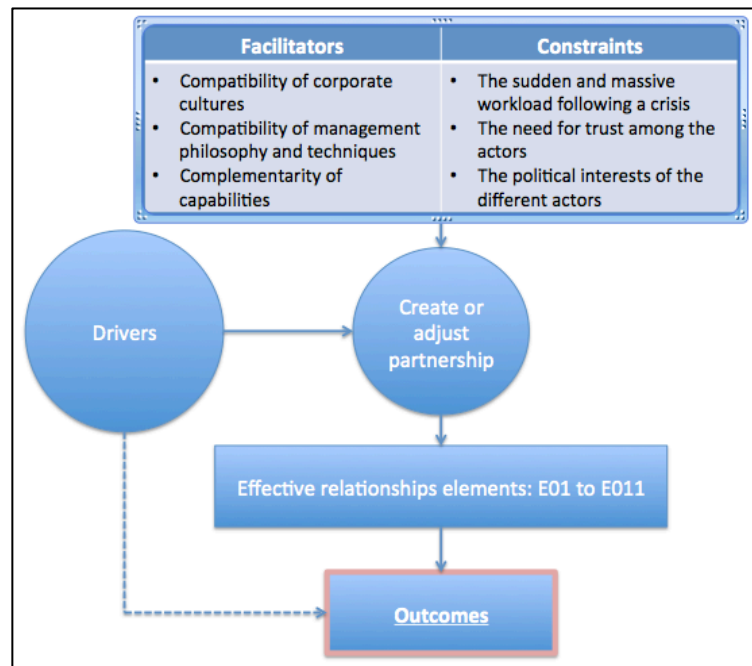 Facilitators
Constraints
• Compatibility of corporate
cultures
• Compatibility of management
philosophy and techniques
• Complementarity of
capabilities
• The sudden and massive
workload following a crisis
• The need for trust among the
actors
• The political interests of the
different actors
Drivers
Create or
adjust
partnership
Effective relationships elements: E01 to E011
Outcomes